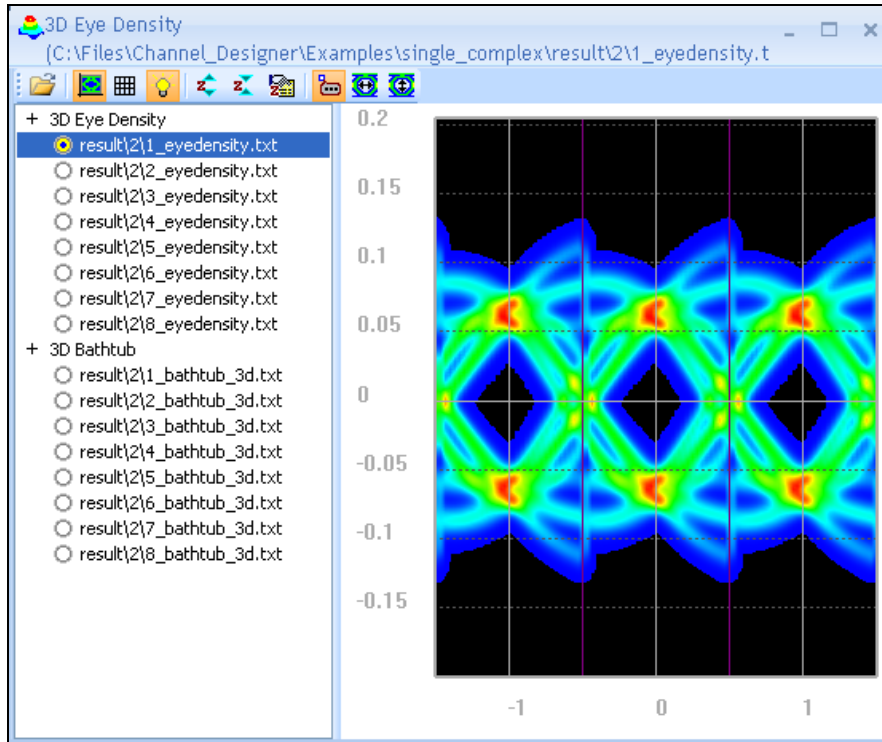 3D Eye Density
(C:\Files\Channel_Designer\Examples\single_complex\result\2\1_eyedensity.t
+ 3D Eye Density
result\2\1_eyedensity.txt
result\2\2_eyedensity.txt
result\2\3_eyedensity.txt
result\2\4_eyedensity.txt
result\2\5_eyedensity.txt
result\2\6_eyedensity.txt
result\2\7_eyedensity.txt
result\2\8_eyedensity.txt
+ 3D Bathtub
result\2\1_bathtub_3d.txt
result\2\2_bathtub_3d.txt
result\2\3_bathtub_3d.txt
result\2\4_bathtub_3d.txt
result\2\5_bathtub_3d.txt
result\2\6_bathtub_3d.txt
result\2\7_bathtub_3d.txt
result\2\8_bathtub_3d.txt
0.2
0.15
0.1
0.05
0
-0.05
-0.1
-0.15
-1 0 1